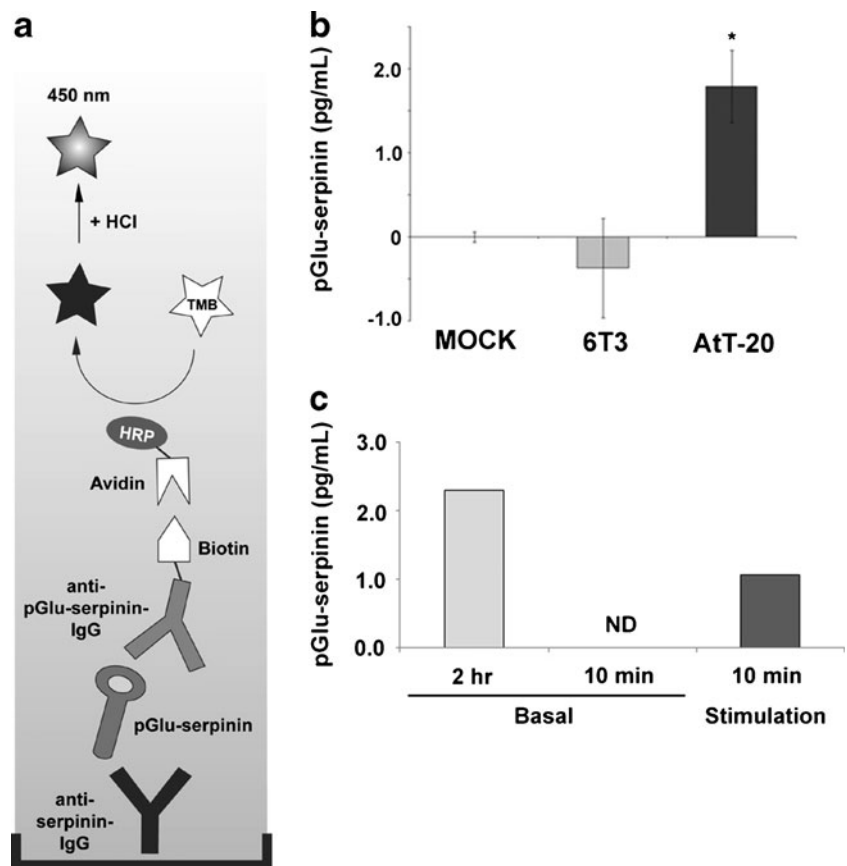 a
450 nm
+ HCl
TMB
HRP
Avidin
Biotin
anti-
pGlu-serpinin-
IgG
pGlu-serpinin
anti-
serpinin-
IgG
b
pGlu-serpinin (pg/mL)
2.0
1.0
0
-1.0
*
MOCK 6T3 AtT-20
c
pGlu-serpinin (pg/mL)
3.0
2.0
1.0
0.0
ND
2 hr 10 min 10 min
Basal Stimulation